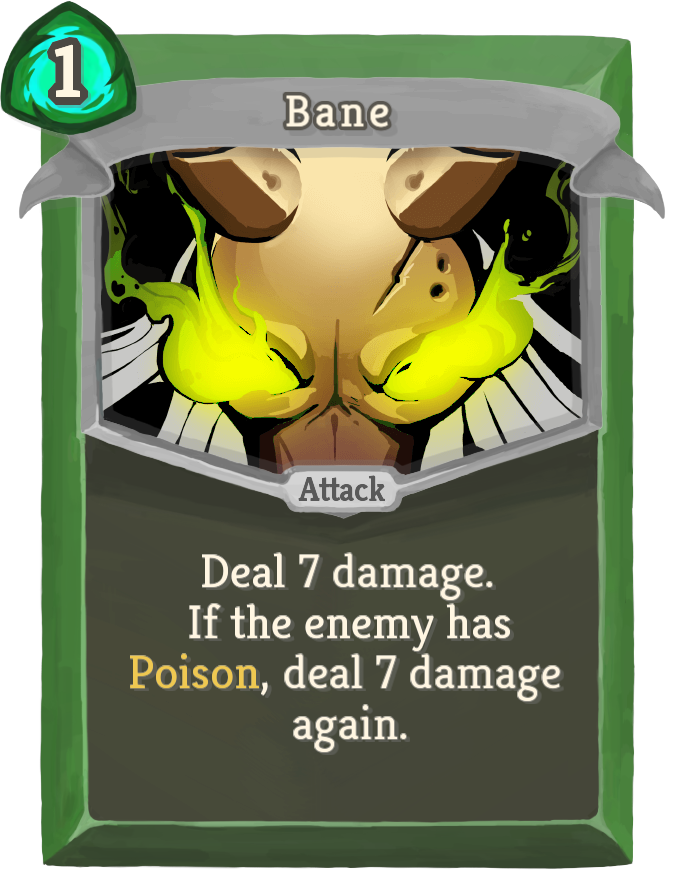 1
Bane
Attack
Deal 7 damage.
If the enemy has
Poison, deal 7 damage
again.